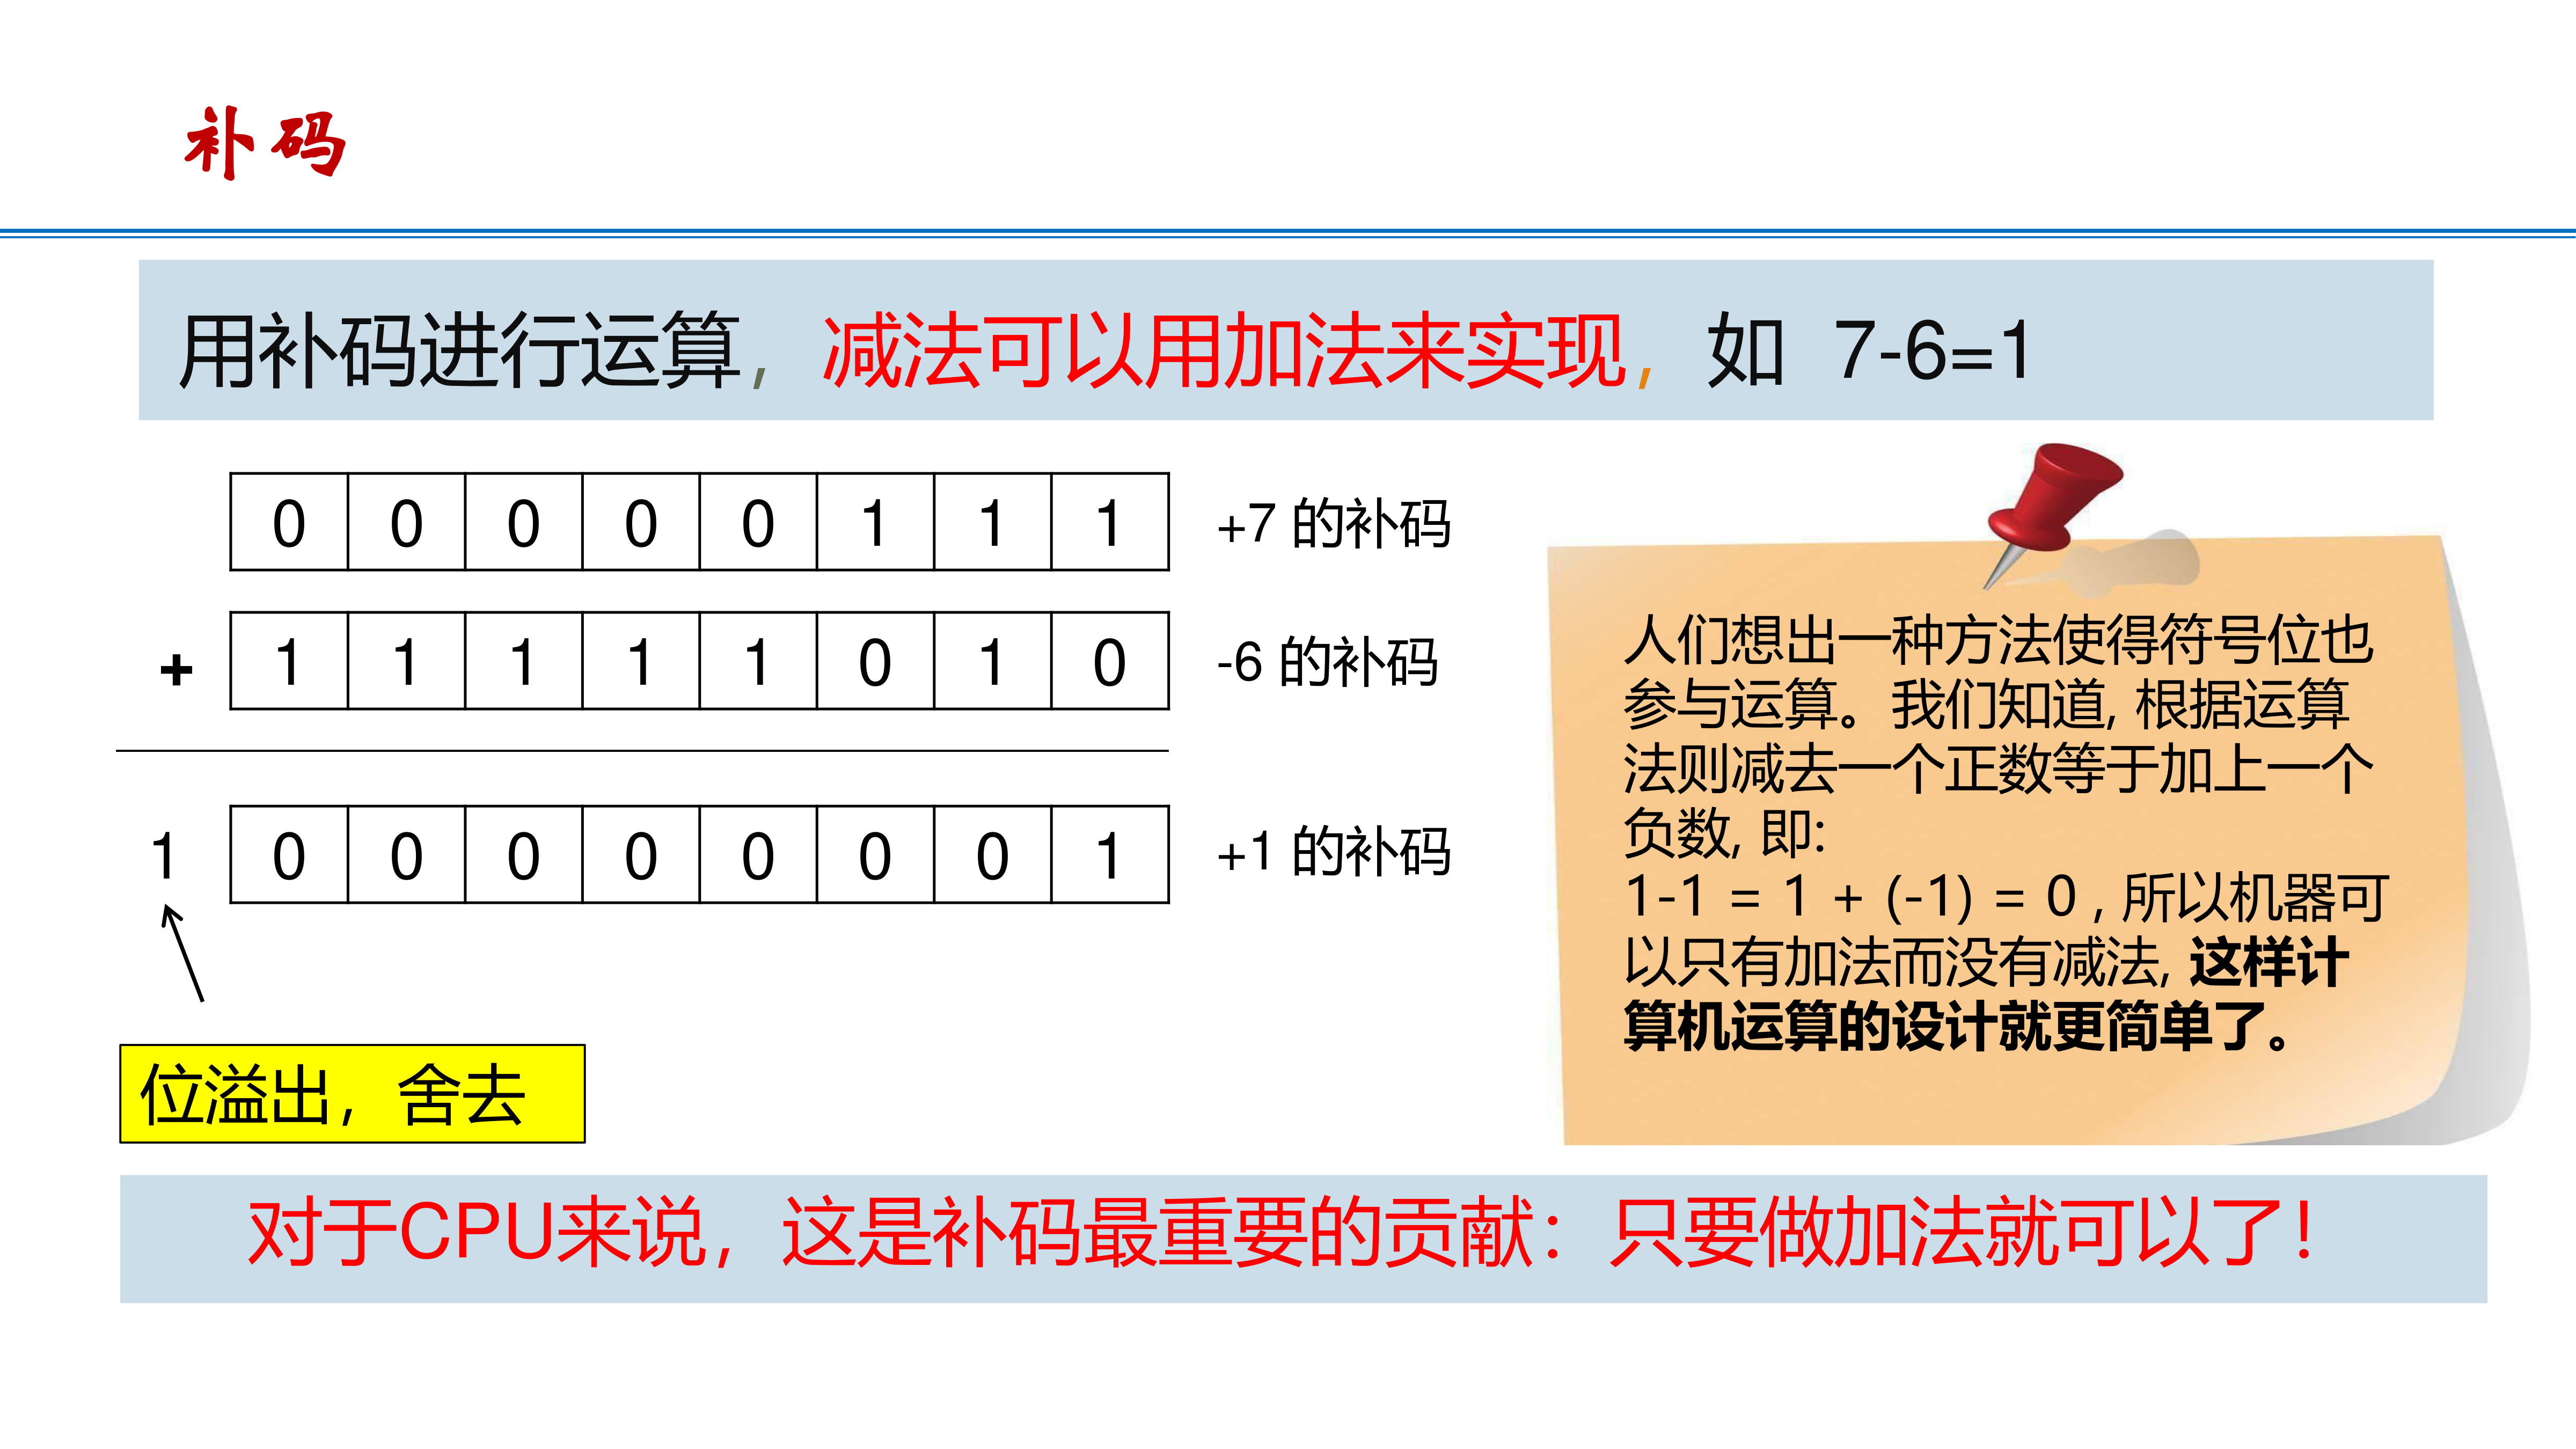 补码
用补码进行运算，减法可以用加法来实现，如 7-6=1
0 0 0 0 0 1 1 1 +7 的补码
+ 1 1 1 1 1 0 1 0 -6 的补码
1 0 0 0 0 0 0 0 1 +1 的补码
位溢出，舍去
人们想出一种方法使得符号位也
参与运算。我们知道, 根据运算
法则减去一个正数等于加上一个
负数, 即:
1-1 = 1 + (-1) = 0 , 所以机器可
以只有加法而没有减法, 这样计
算机运算的设计就更简单了。
对于CPU来说，这是补码最重要的贡献：只要做加法就可以了！